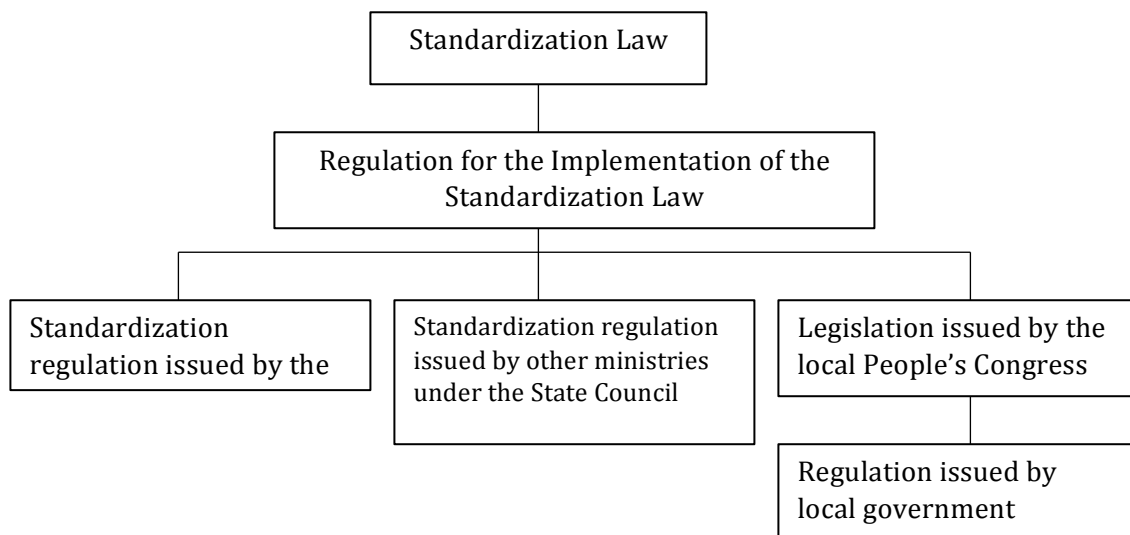 Standardization Law
Regulation for the Implementation of the
Standardization Law
Standardization
regulation issued by the
Standardization regulation
issued by other ministries
under the State Council
Legislation issued by the
local People’s Congress
Regulation issued by
local government